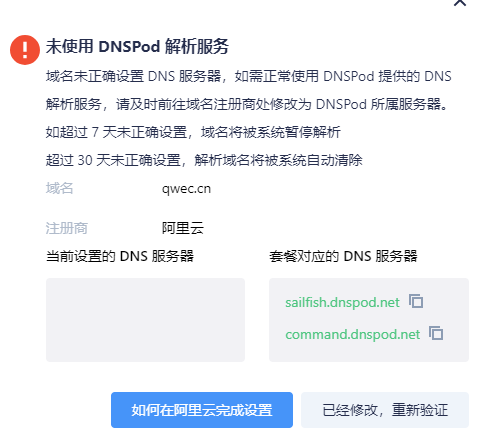 未使用 DNSPod 解析服务
域名未正确设置 DNS 服务器，如需正常使用 DNSPod 提供的 DNS
解析服务，请及时前往域名注册商处修改为 DNSPod 所属服务器。
如超过 7 天未正确设置，域名将被系统暂停解析
超过 30 天未正确设置，解析域名将被系统自动清除
域名 qwec.cn
注册商 阿里云
当前设置的 DNS 服务器 套餐对应的 DNS 服务器
sailfish.dnspod.net
command.dnspod.net
如何在阿里云完成设置 已经修改，重新验证